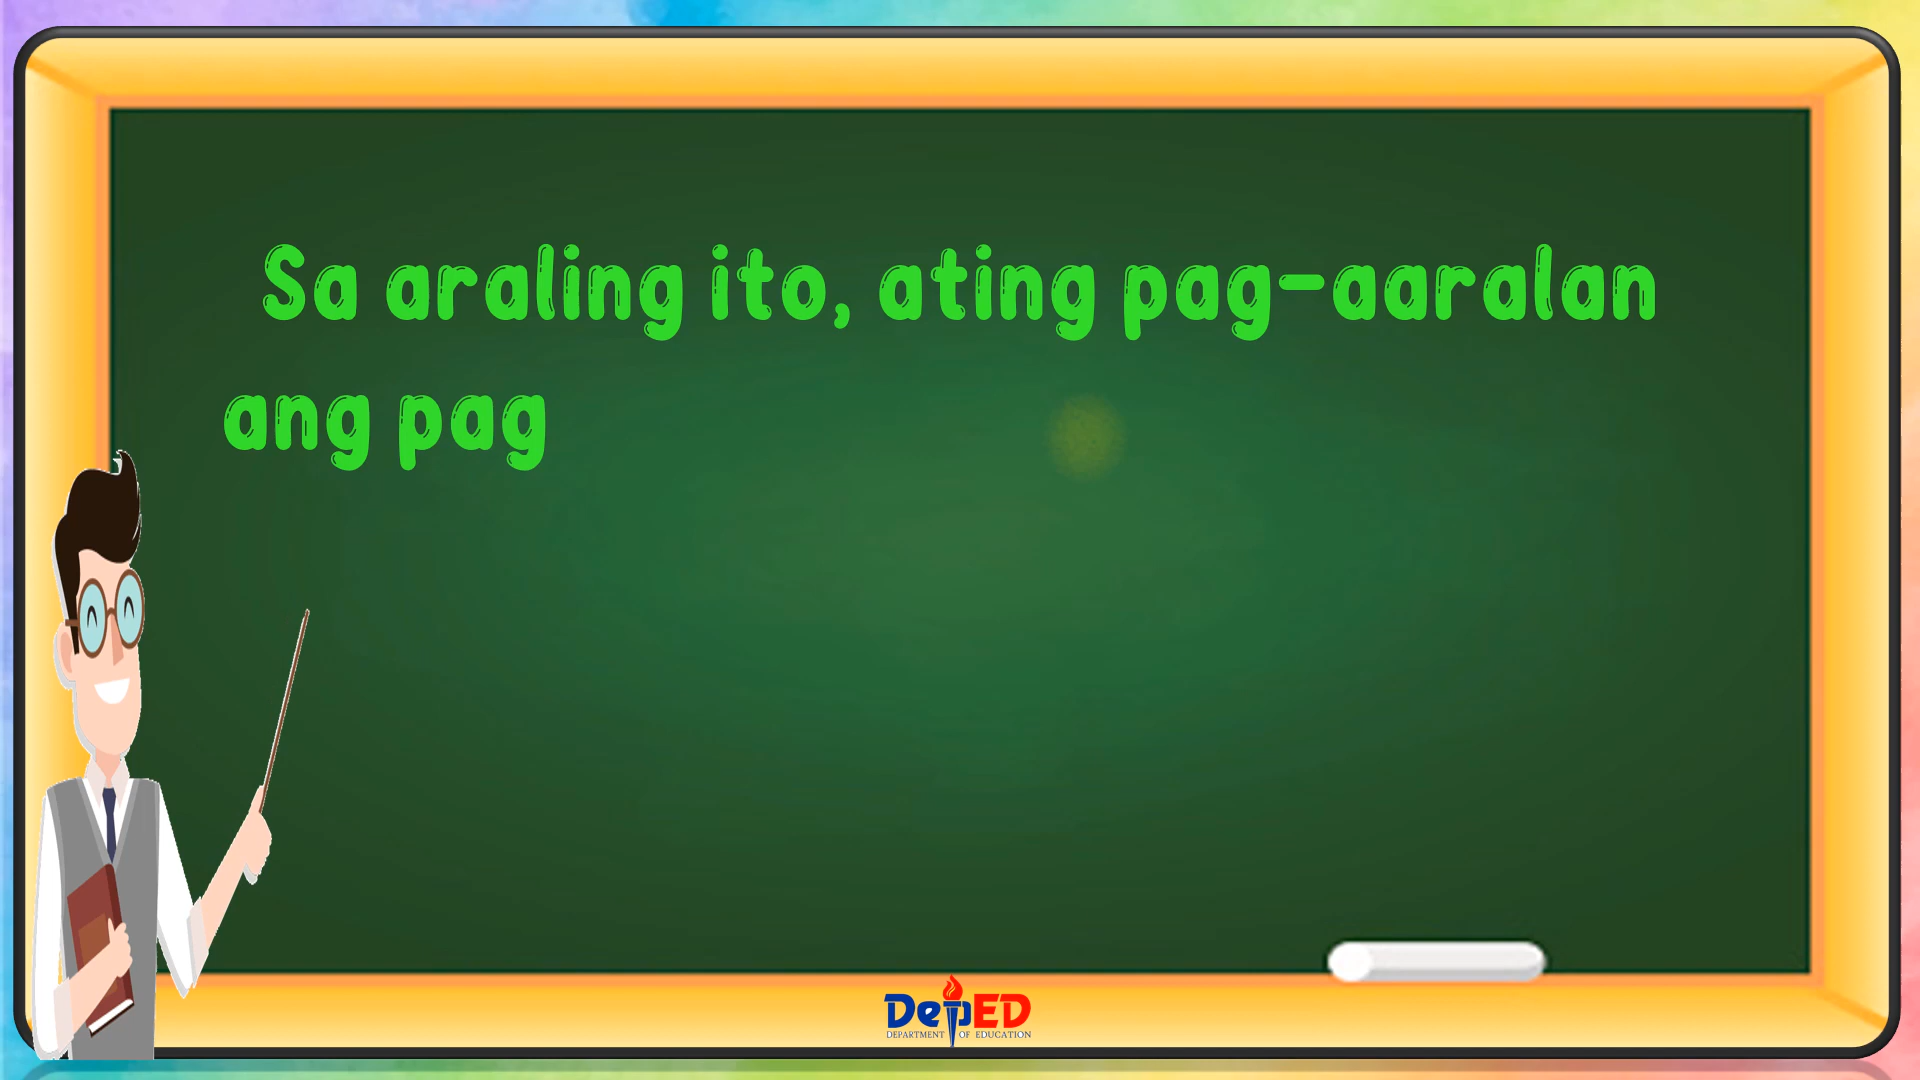 Sa araling ito, ating pag-aaralan
ang pag
DepED
DEPARTMENT OF EDUCATION